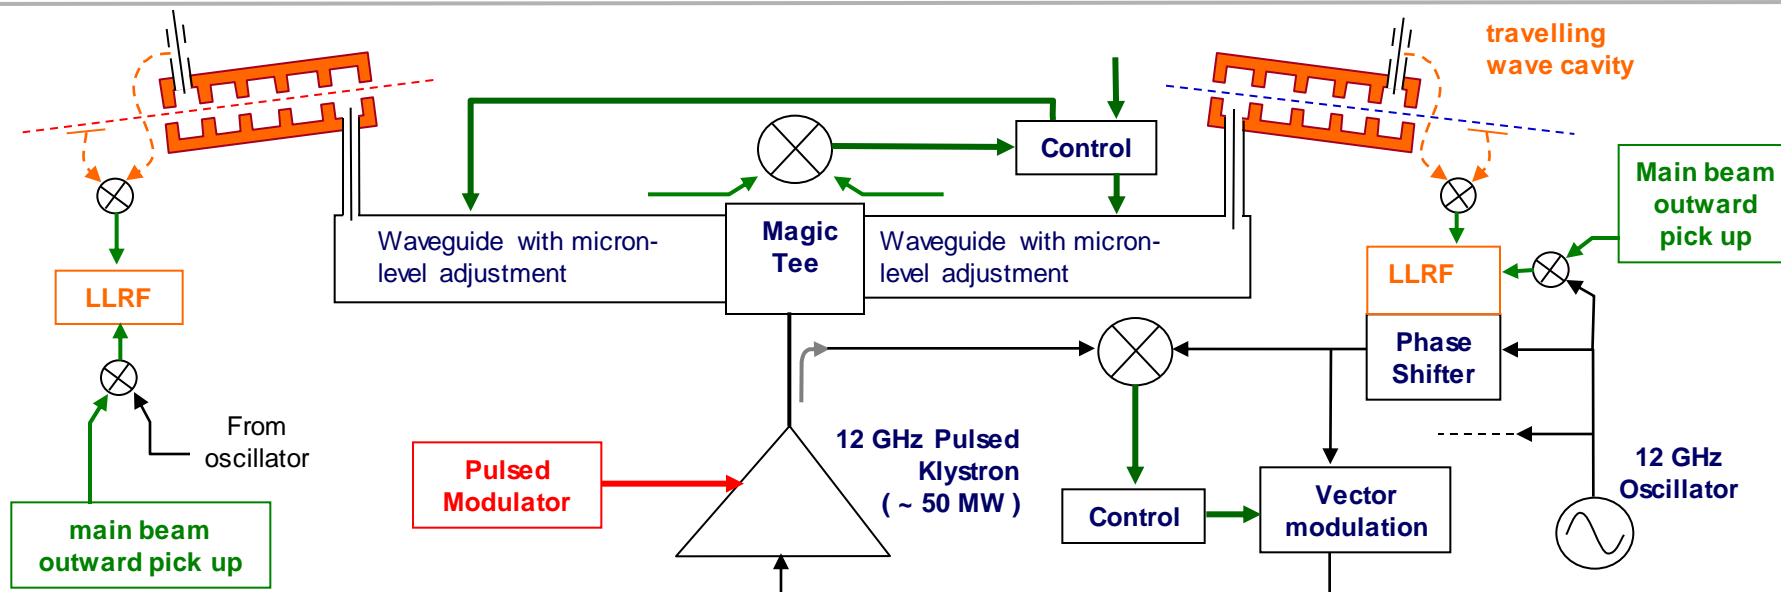 travelling
wave cavity
Control
Main beam
outward
pick up
Waveguide with micron-
level adjustment
Magic
Tee
Waveguide with micron-
level adjustment
LLRF
LLRF
Phase
Shifter
From
oscillator
12 GHz Pulsed
Klystron
( ~ 50 MW )
Pulsed
Modulator
12 GHz
Oscillator
Vector
modulation
Control
main beam
outward pick up